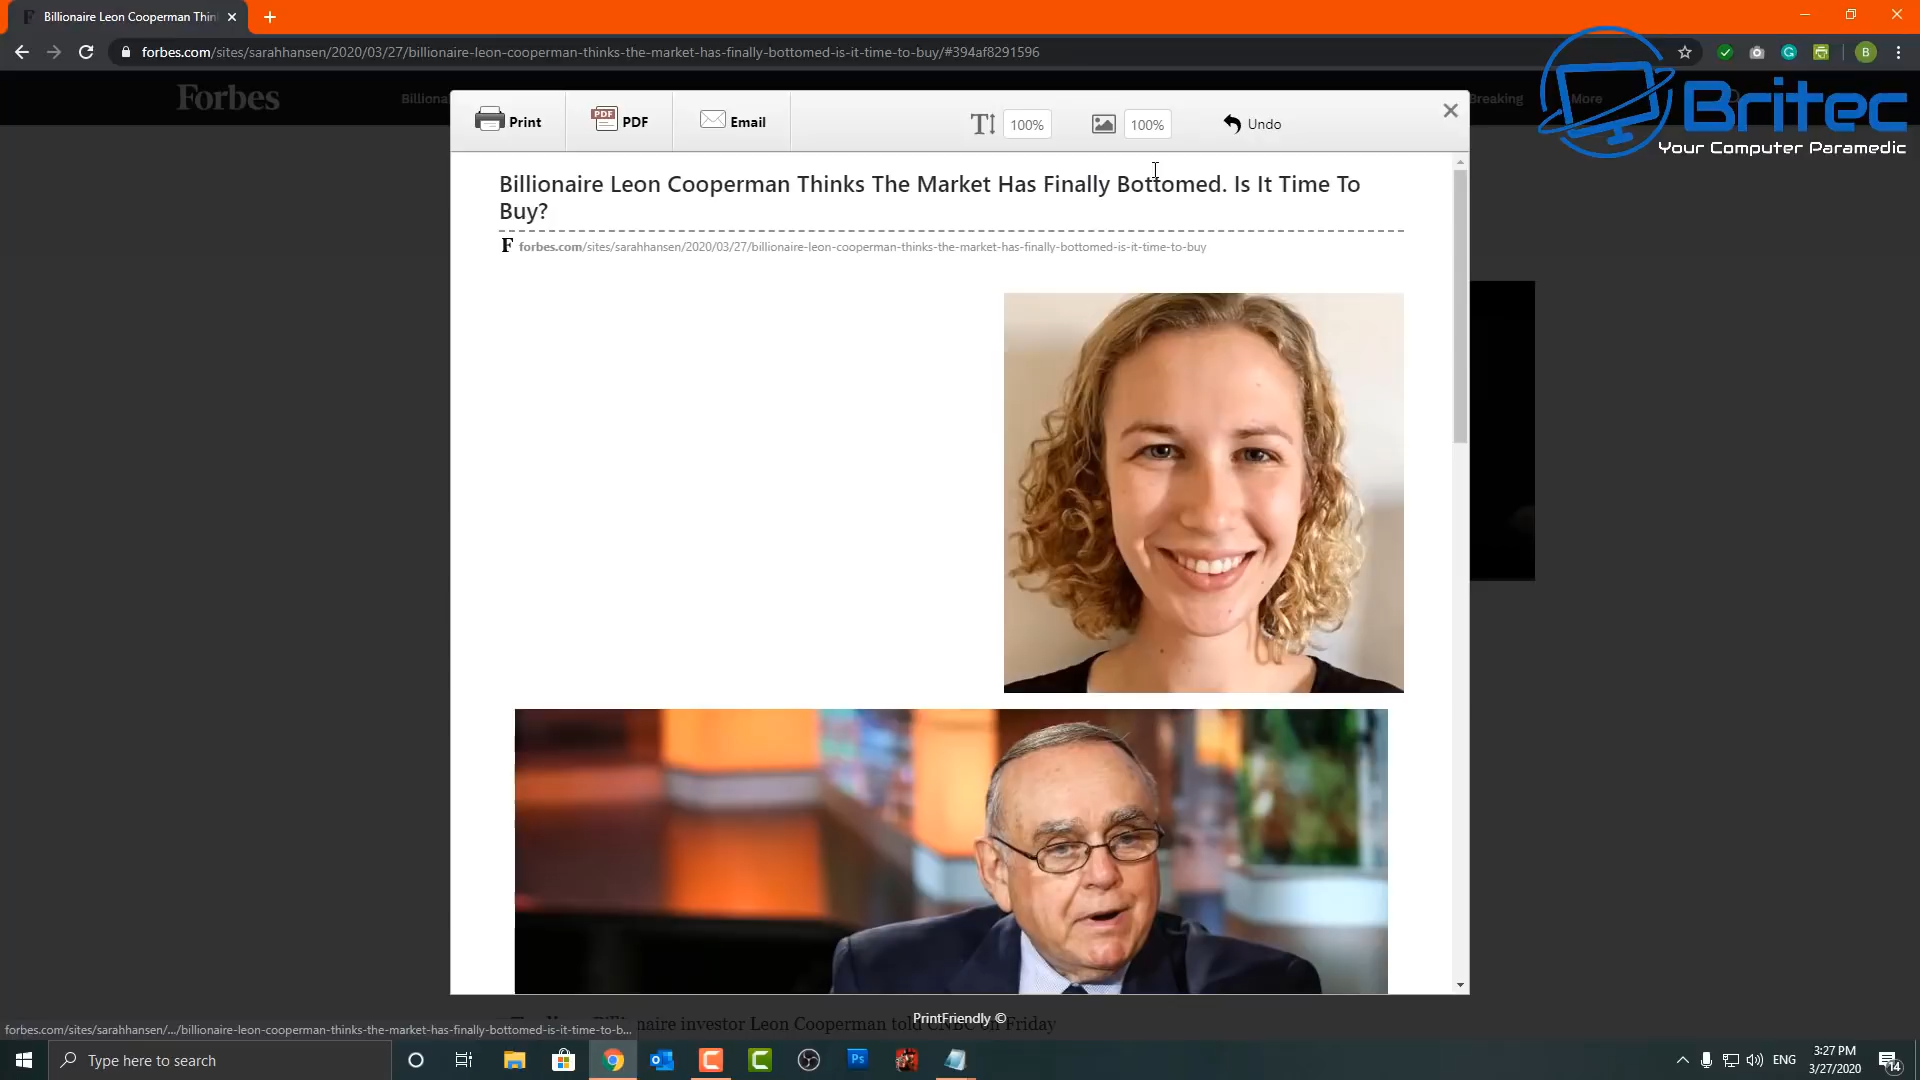 Billionaire Leon Cooperman Thin
forbes.com/sites/sarahhansen/2020/03/27/billionaire-leon-cooperman-thinks-the-market-has-finally-bottomed-is-it-time-to-buy/#394af8291596
B
Forbes
Billiona
Breaking
More
Britec
Your Computer Paramedic
Print
PDF
PDF
Email
100%
100%
Undo
Billionaire Leon Cooperman Thinks The Market Has Finally Bottomed. Is It Time To
Buy?
F forbes.com/sites/sarahhansen/2020/03/27/billionaire-leon-cooperman-thinks-the-market-has-finally-bottomed-is-it-time-to-buy
naire investor Leon Cooperman told CNBC on Friday
PrintFriendly ©
forbes.com/sites/sarahhansen/.../billionaire-leon-cooperman-thinks-the-market-has-finally-bottomed-is-it-time-to-b...
Type here to search
Ps
ENG
3:27 PM
3/27/2020
14